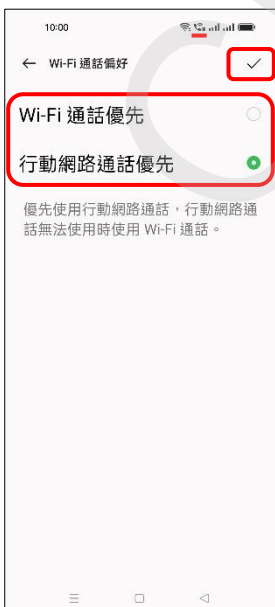 10:00
Wi-Fi 通話偏好
Wi-Fi 通話優先
行動網路通話優先
優先使用行動網路通話，行動網路通
話無法使用時使用 Wi-Fi 通話。